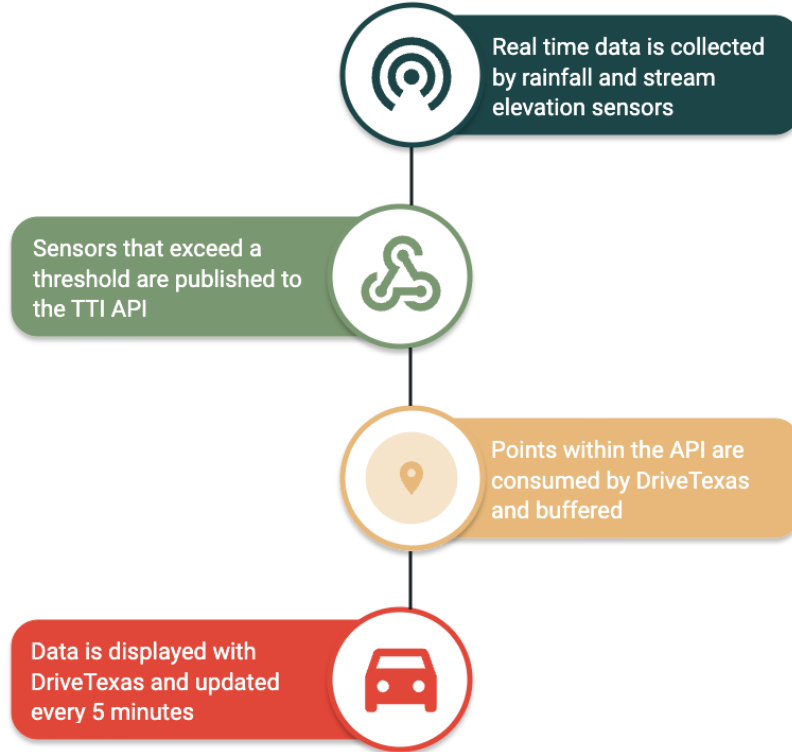 Real time data is collected
by rainfall and stream
elevation sensors
Sensors that exceed a
threshold are published to
the TTI API
Points within the API are
consumed by DriveTexas
and buffered
Data is displayed with
DriveTexas and updated
every 5 minutes